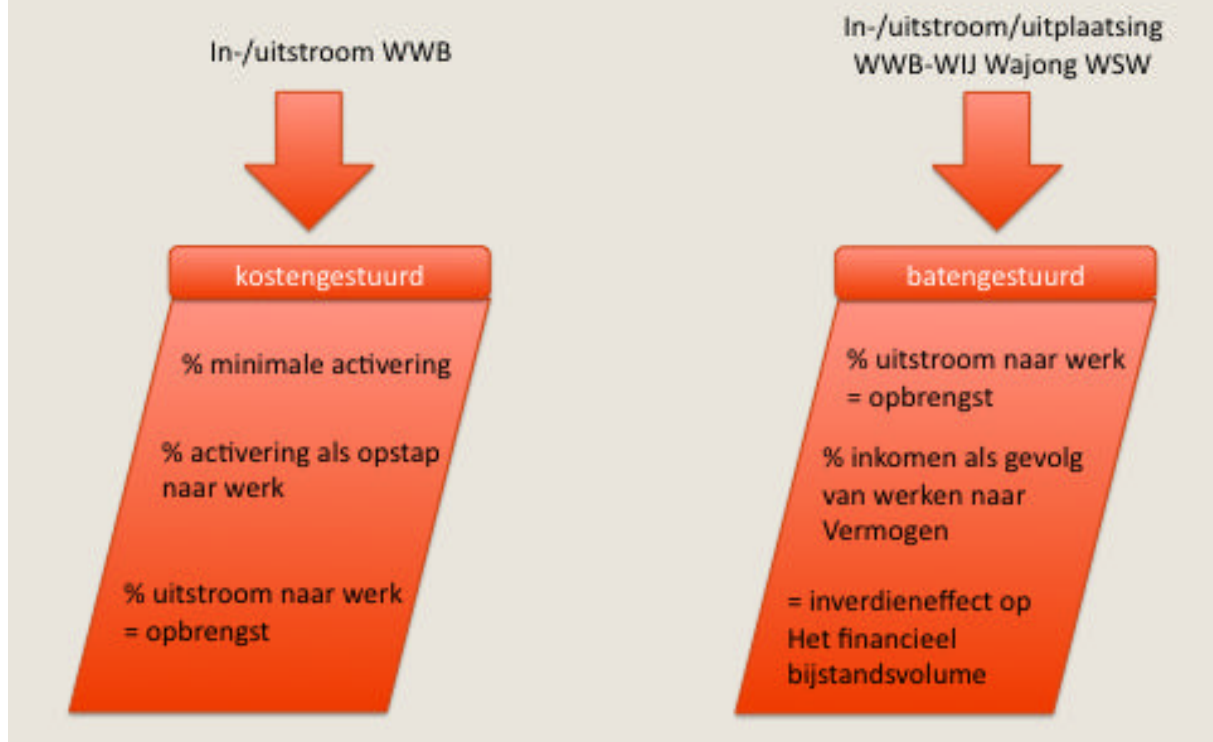 In-/uitstroom WWB
kostengestuurd
% minimale activering
% activering als opstap
naar werk
% uitstroom naar werk
= opbrengst
In-/uitstroom/uitplaatsing
WWB-WIJ Wajong WSW
batengestuurd
% uitstroom naar werk
= opbrengst
% inkomen als gevolg
van werken naar
Vermogen
= inverdieneffect op
Het financieel
bijstandsvolume